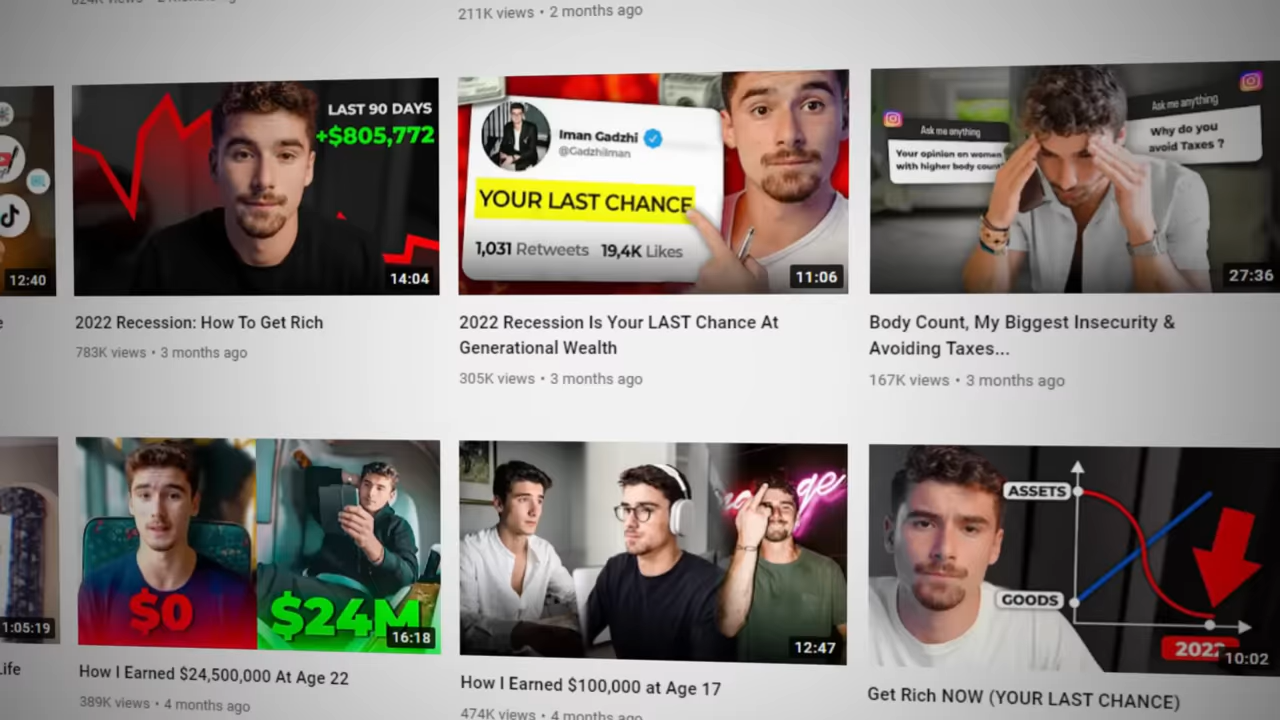 211K views • 2 months ago
12:40
LAST 90 DAYS
+$805,772
14:04
Iman Gadzhi
@GadzhiIman
YOUR LAST CHANCE
1,031 Retweets 19,4K Likes
11:06
Ask me anything
Your opinion on women
with higher body count
Ask me anything
Why do you
avoid Taxes ?
27:36
2022 Recession: How To Get Rich
783K views • 3 months ago
2022 Recession Is Your LAST Chance At
Generational Wealth
305K views • 3 months ago
Body Count, My Biggest Insecurity &
Avoiding Taxes...
167K views • 3 months ago
1:05:19
$0
$24M
16:18
12:47
ASSETS
GOODS
2022
10:02
Life
How I Earned $24,500,000 At Age 22
389K views • 4 months ago
How I Earned $100,000 at Age 17
474K views • 4 months ago
Get Rich NOW (YOUR LAST CHANCE)